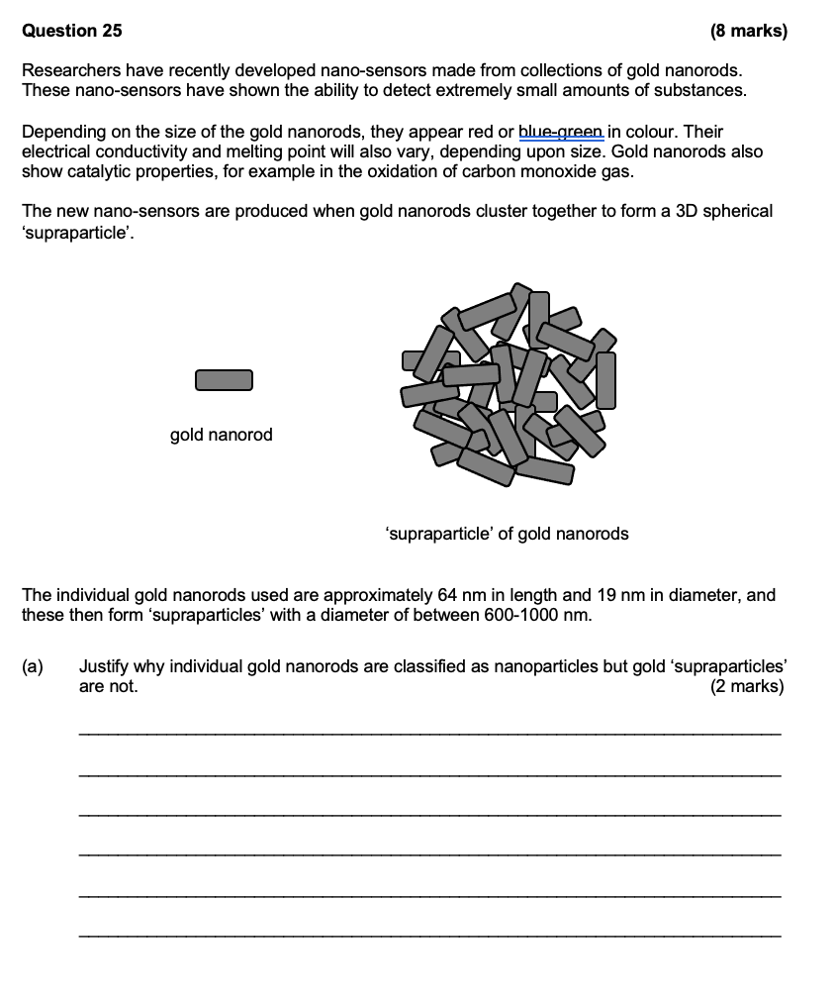 Question 25 (8 marks)
Researchers have recently developed nano-sensors made from collections of gold nanorods.
These nano-sensors have shown the ability to detect extremely small amounts of substances.
Depending on the size of the gold nanorods, they appear red or blue-green in colour. Their
electrical conductivity and melting point will also vary, depending upon size. Gold nanorods also
show catalytic properties, for example in the oxidation of carbon monoxide gas.
The new nano-sensors are produced when gold nanorods cluster together to form a 3D spherical
‘supraparticle’.
gold nanorod
‘supraparticle’ of gold nanorods
The individual gold nanorods used are approximately 64 nm in length and 19 nm in diameter, and
these then form ‘supraparticles’ with a diameter of between 600-1000 nm.
(a) Justify why individual gold nanorods are classified as nanoparticles but gold ‘supraparticles’
are not. (2 marks)